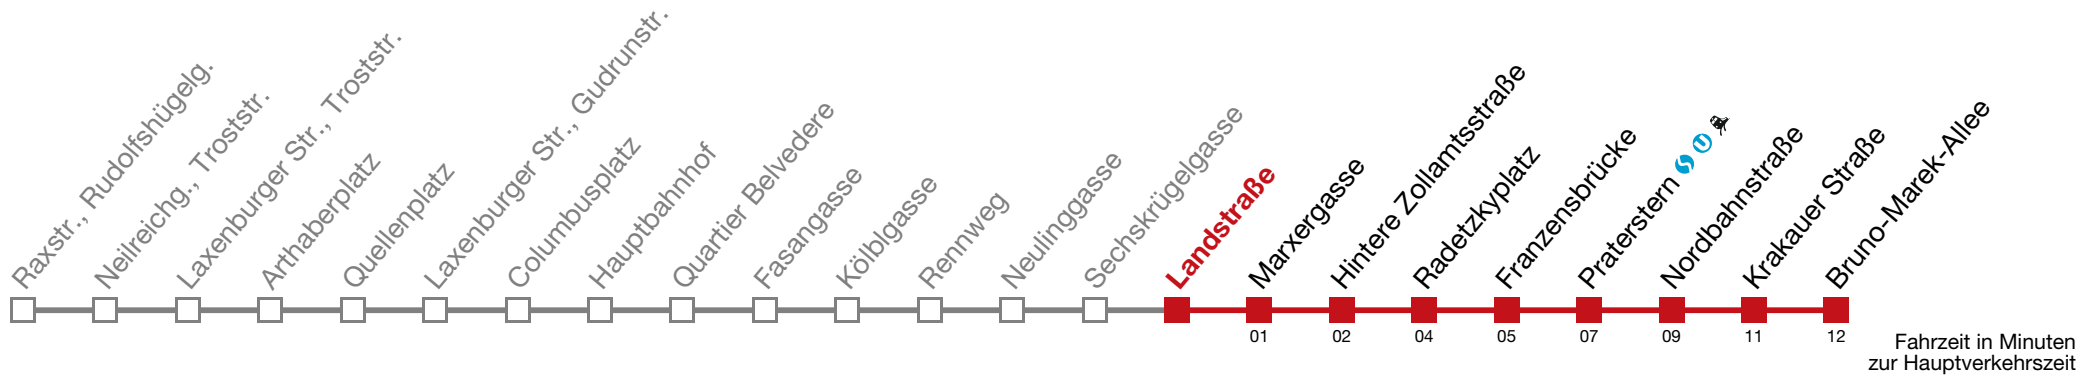 Raxstr., Rudolfshügelg.
Neilreichg., Troststr.
Laxenburger Str., Troststr.
Arthaberplatz
Quellenplatz
Laxenburger Str., Gudrunstr.
Columbusplatz
Hauptbahnhof
Quartier Belvedere
Fasangasse
Kölblgasse
Rennweg
Neulinggasse
Sechskrügelgasse
Landstraße
Marxergasse
Hintere Zollamtsstraße
Radetzkyplatz
Franzensbrücke
Praterstern S U
Nordbahnstraße
Krakauer Straße
Bruno-Marek-Allee
01 02 04 05 07 09 11 12
Fahrzeit in Minuten
zur Hauptverkehrszeit